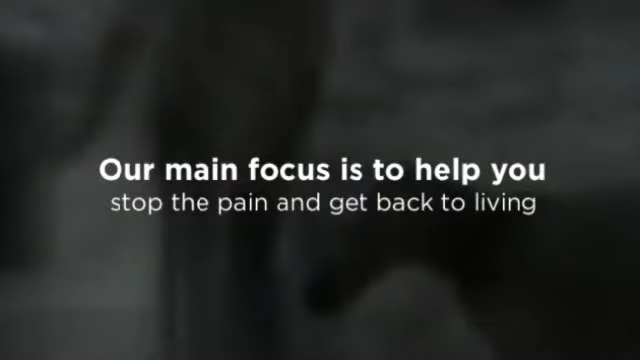 Our main focus is to help you
stop the pain and get back to living